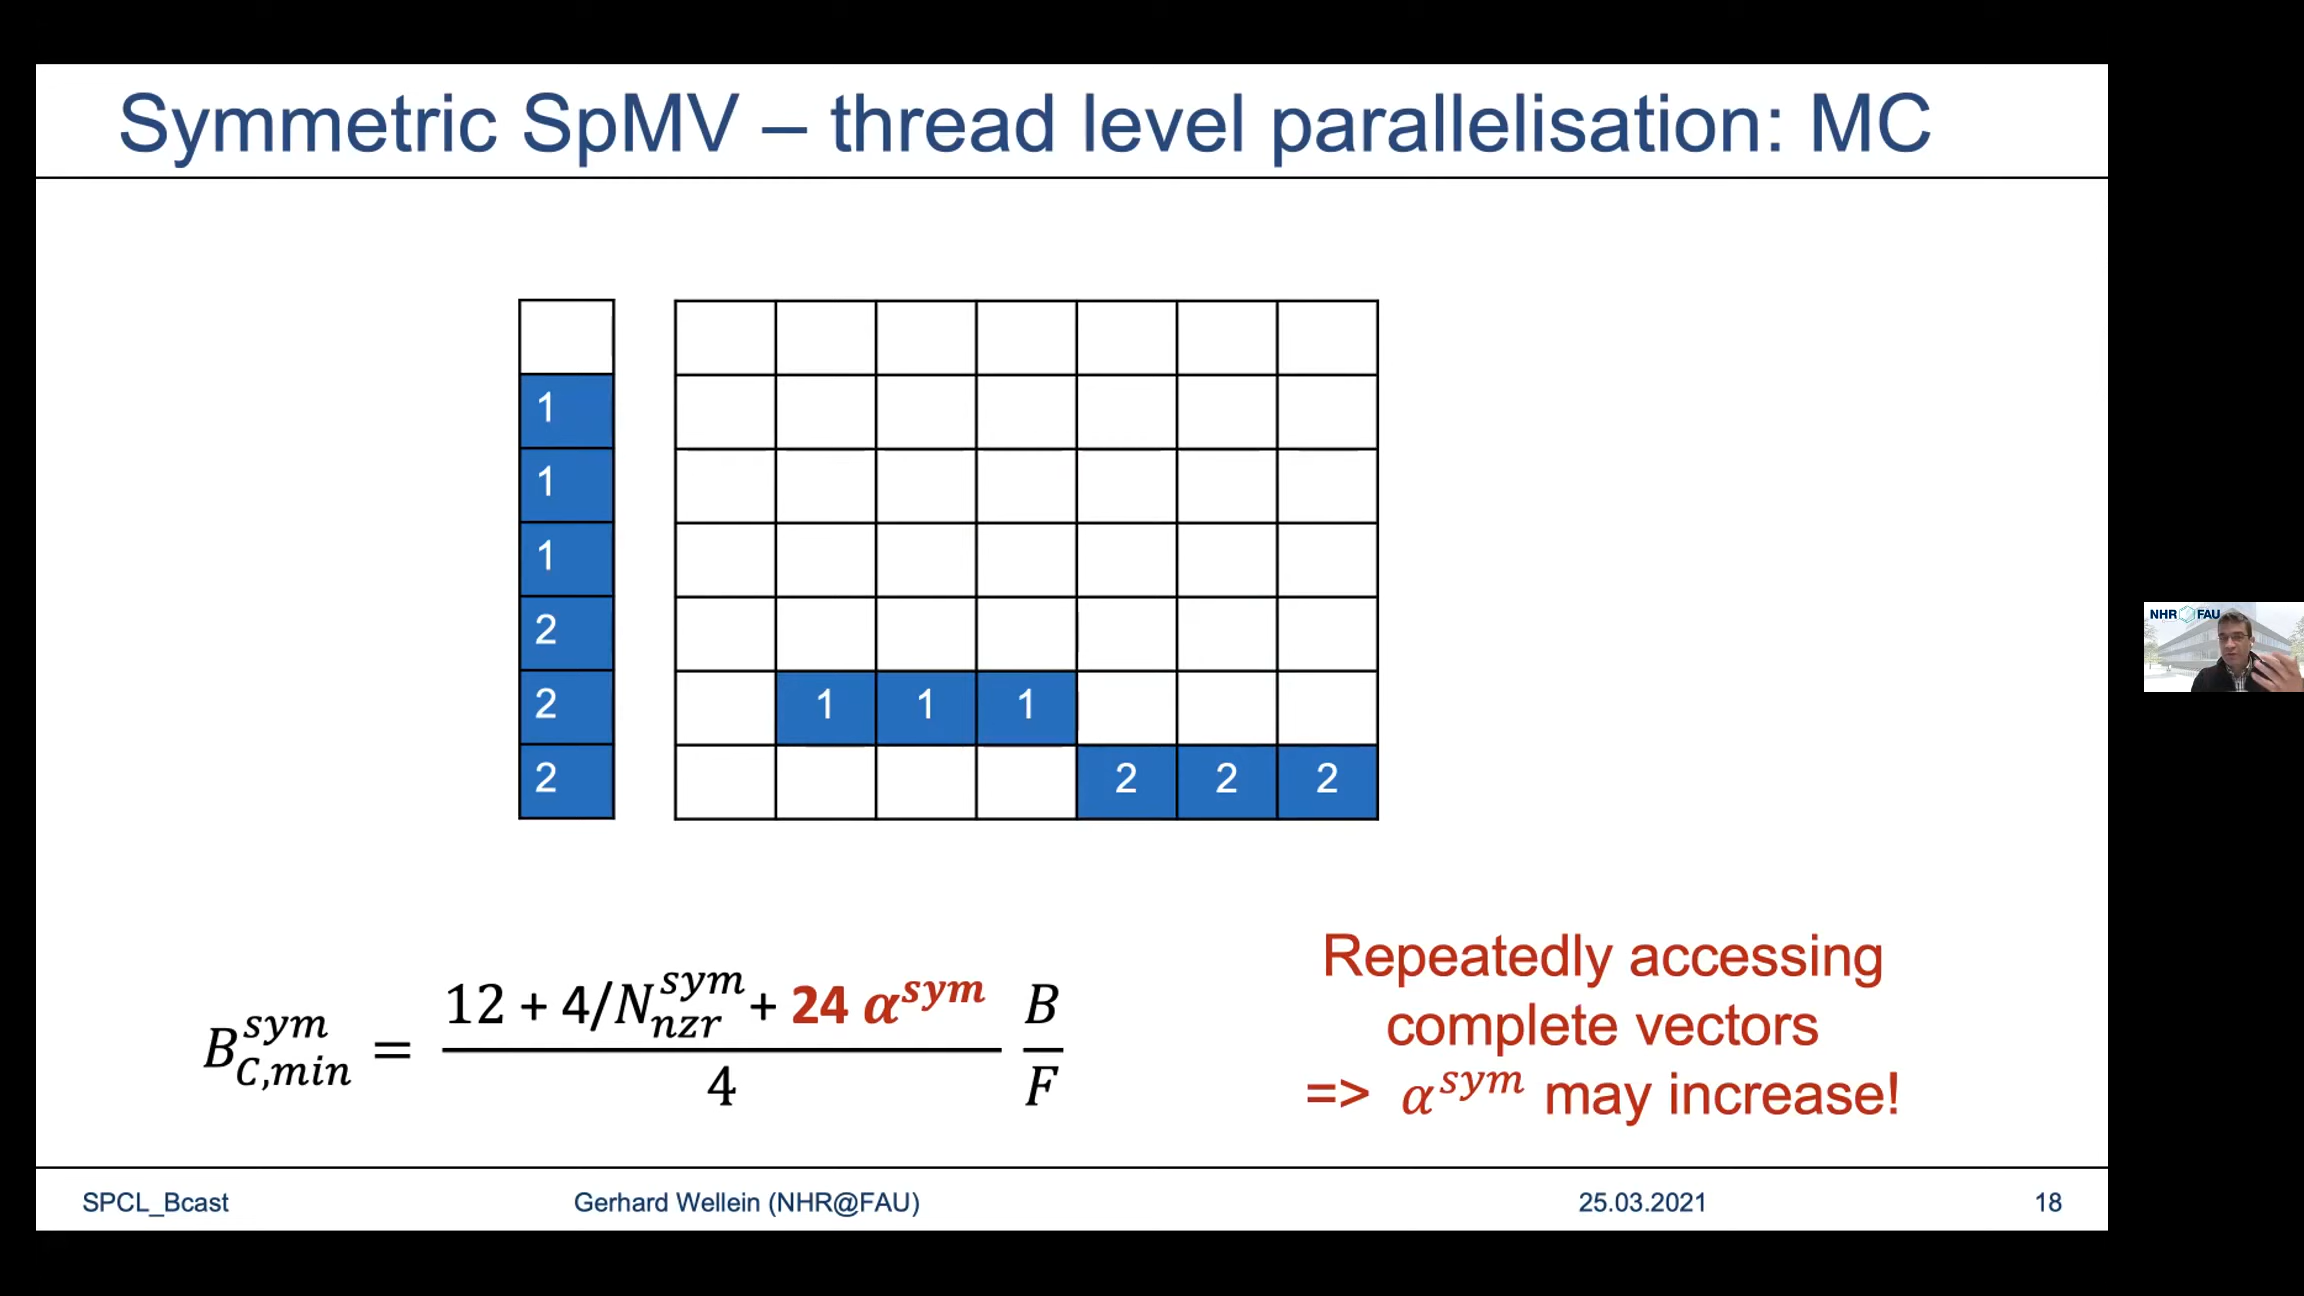 Symmetric SpMV – thread level parallelisation: MC
1
1
1
2
2
1 1 1
2
2 2 2
B_{C,min}^{sym} = \frac{12 + 4/N_{nzr}^{sym} + 24 α^{sym}}{4} \frac{B}{F}
Repeatedly accessing
complete vectors
=> α^{sym} may increase!
SPCL_Bcast Gerhard Wellein (NHR@FAU) 25.03.2021 18
NHR FAU